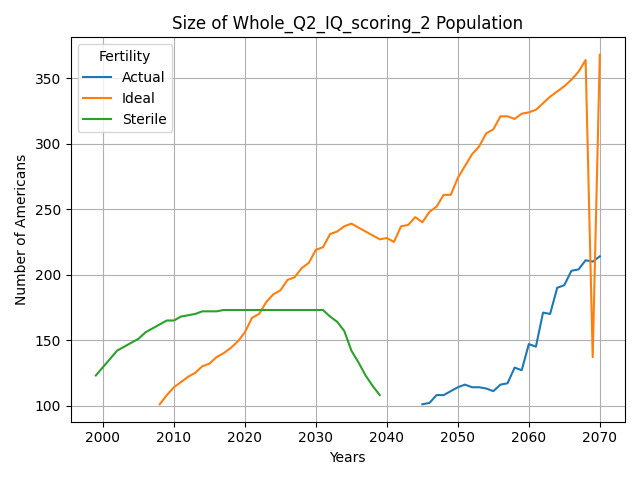 Size of Whole_Q2_IQ_scoring_2 Population
Fertility
Actual
Ideal
Sterile
Number of Americans
350
300
250
200
150
100
2000 2010 2020 2030 2040 2050 2060 2070
Years